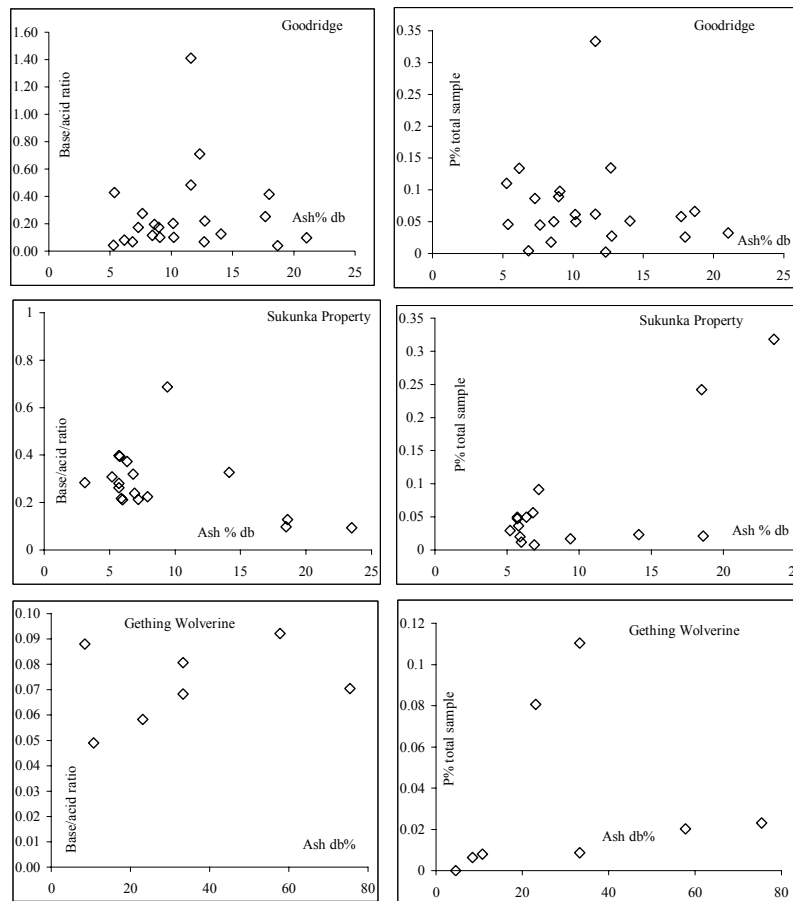 Goodridge
1.60
1.40
1.20
1.00
0.80
0.60
0.40
0.20
0.00
Base/acid ratio
Ash% db
0 5 10 15 20 25
Goodridge
0.35
0.3
0.25
0.2
0.15
0.1
0.05
0
P% total sample
Ash% db
0 5 10 15 20 25
Sukunka Property
1
0.8
0.6
0.4
0.2
0
Base/acid ratio
Ash % db
0 5 10 15 20 25
Sukunka Property
0.35
0.3
0.25
0.2
0.15
0.1
0.05
0
P% total sample
Ash % db
0 5 10 15 20 25
Gething Wolverine
0.10
0.09
0.08
0.07
0.06
0.05
0.04
0.03
0.02
0.01
0.00
Base/acid ratio
Ash db%
0 20 40 60 80
Gething Wolverine
0.12
0.1
0.08
0.06
0.04
0.02
0
P% total sample
Ash db%
0 20 40 60 80